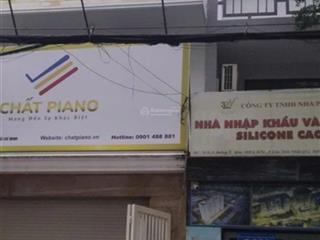 CHẤT PIANO
Mang Đến Sự Khác Biệt
Website: chatpiano.vn
Hotline: 0901 488 881
CÔNG TY TNHH NHÀ P
NHÀ NHẬP KHẨU VÀ
SILICONE CAO